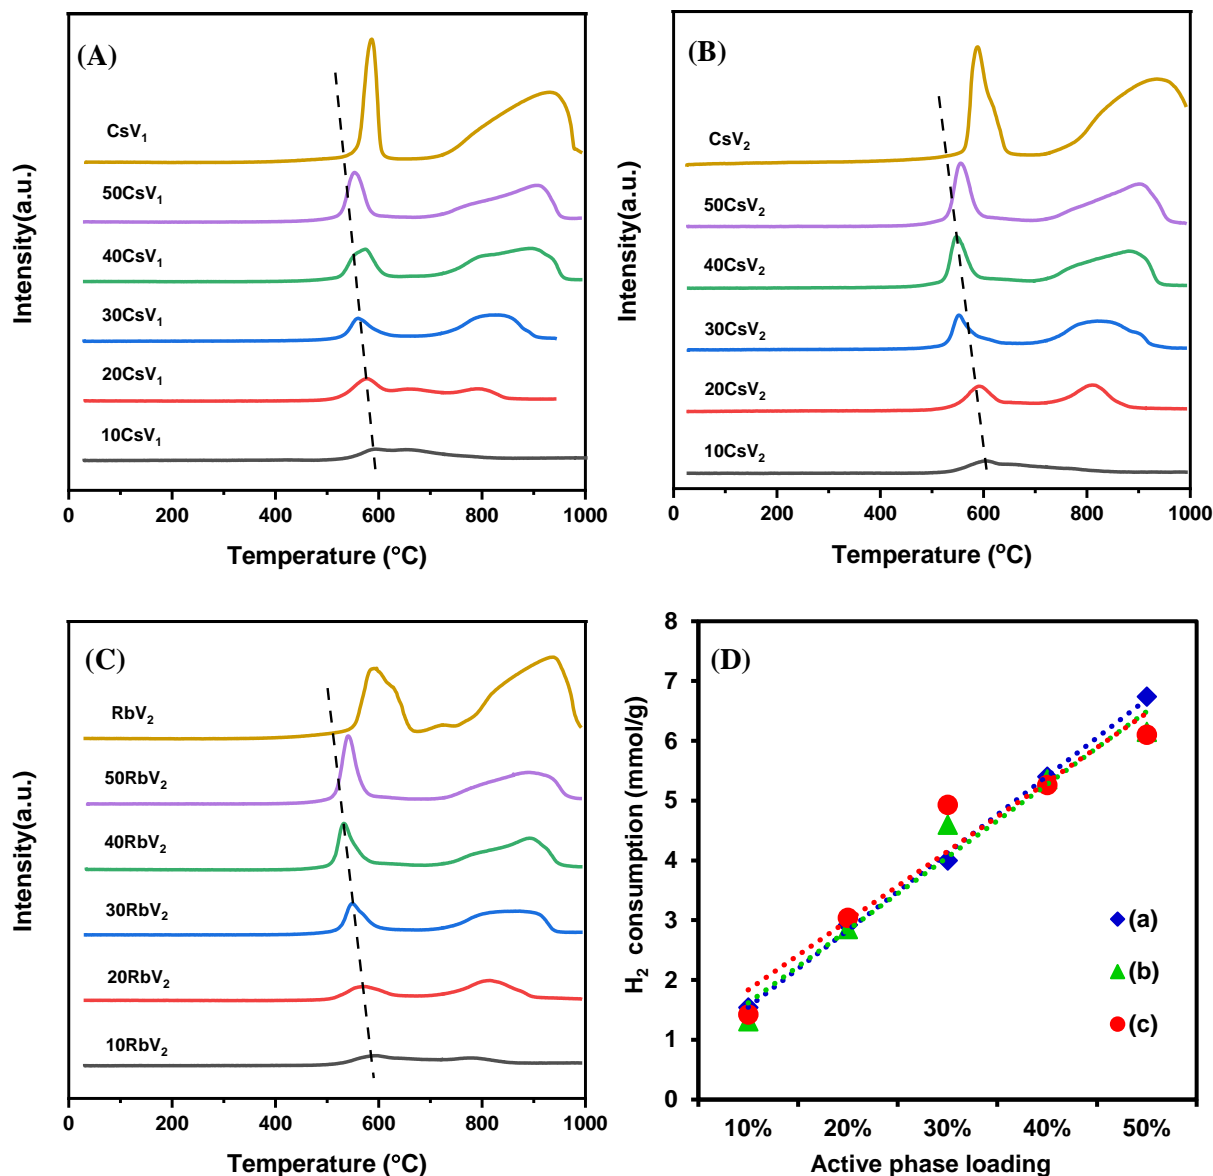 (A)
CsV₁
50CsV₁
40CsV₁
30CsV₁
20CsV₁
10CsV₁
Intensity(a.u.)
0 200 400 600 800 1000
Temperature (°C)
(B)
CsV₂
50CsV₂
40CsV₂
30CsV₂
20CsV₂
10CsV₂
Intensity(a.u.)
0 200 400 600 800 1000
Temperature (°C)
(C)
RbV₂
50RbV₂
40RbV₂
30RbV₂
20RbV₂
10RbV₂
Intensity(a.u.)
0 200 400 600 800 1000
Temperature (°C)
(D)
8
7
6
5
4
3
2
1
0
H₂ consumption (mmol/g)
(a)
(b)
(c)
10% 20% 30% 40% 50%
Active phase loading